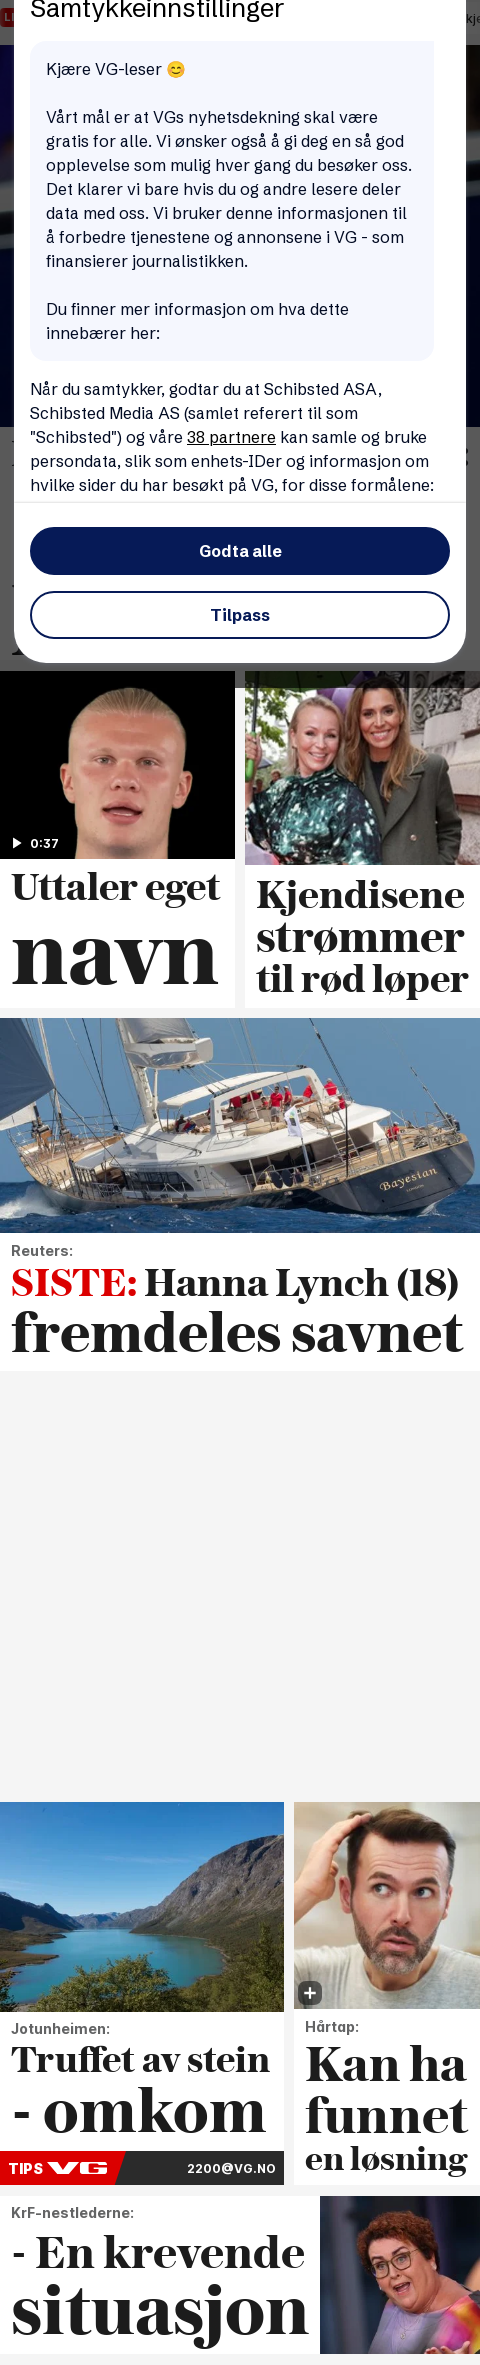 Samtykkeinnstillinger
Kjære VG-leser 😊
Vårt mål er at VGs nyhetsdekning skal være
gratis for alle. Vi ønsker også å gi deg en så god
opplevelse som mulig hver gang du besøker oss.
Det klarer vi bare hvis du og andre lesere deler
data med oss. Vi bruker denne informasjonen til
å forbedre tjenestene og annonsene i VG - som
finansierer journalistikken.
Du finner mer informasjon om hva dette
innebærer her:
Når du samtykker, godtar du at Schibsted ASA,
Schibsted Media AS (samlet referert til som
"Schibsted") og våre 38 partnere kan samle og bruke
persondata, slik som enhets-IDer og informasjon om
hvilke sider du har besøkt på VG, for disse formålene:
Godta alle
Tilpass
0:37
Uttaler eget
navn
Kjendisene
strømmer
til rød løper
Bayesian
Reuters:
SISTE: Hanna Lynch (18)
fremdeles savnet
Jotunheimen:
Truffet av stein
- omkom
TIPS VG 2200@VG.NO
Hårtap:
Kan ha
funnet
en løsning
KrF-nestlederne:
- En krevende
situasjon